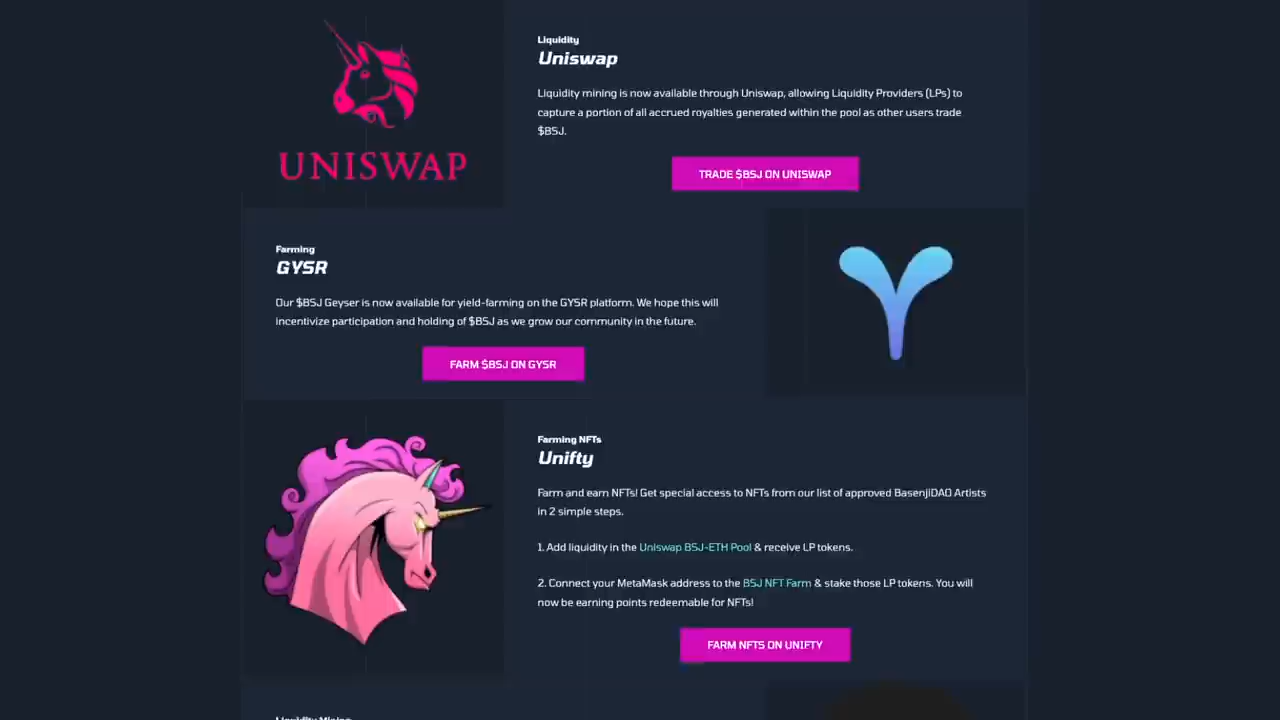 UNISWAP
Liquidity
Uniswap
Liquidity mining is now available through Uniswap, allowing Liquidity Providers (LPs) to
capture a portion of all accrued royalties generated within the pool as other users trade
$BSJ.
TRADE $BSJ ON UNISWAP
Farming
GYSR
Our $BSJ Geyser is now available for yield-farming on the GYSR platform. We hope this will
incentivize participation and holding of $BSJ as we grow our community in the future.
FARM $BSJ ON GYSR
Farming NFTs
Unifty
Farm and earn NFTs! Get special access to NFTs from our list of approved BasenjiDAO Artists
in 2 simple steps.
1. Add liquidity in the Uniswap BSJ-ETH Pool & receive LP tokens.
2. Connect your MetaMask address to the BSJ NFT Farm & stake those LP tokens. You will
now be earning points redeemable for NFTs!
FARM NFTS ON UNIFTY
Liquidity Mining